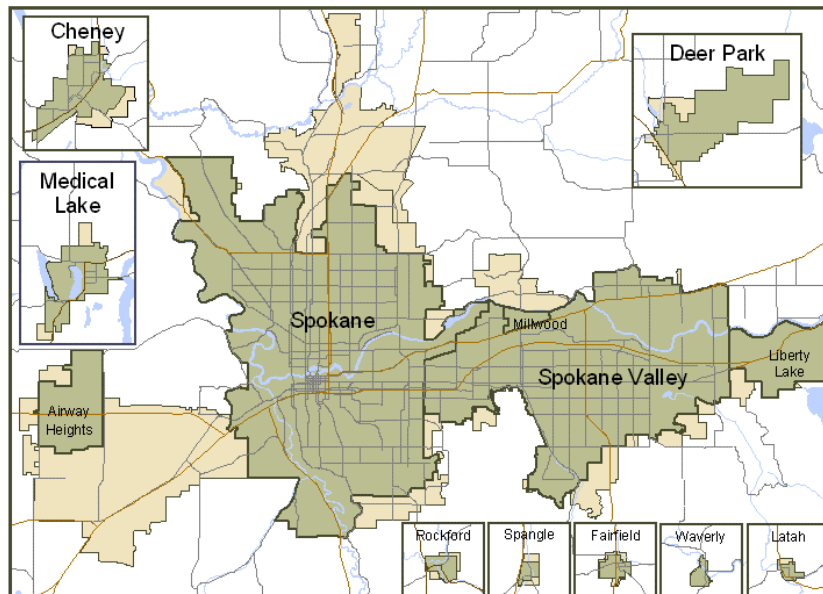 Cheney
Deer Park
Medical
Lake
Spokane
Millwood
Spokane Valley
Liberty
Lake
Airway
Heights
Rockford
Spangle
Fairfield
Waverly
Latah